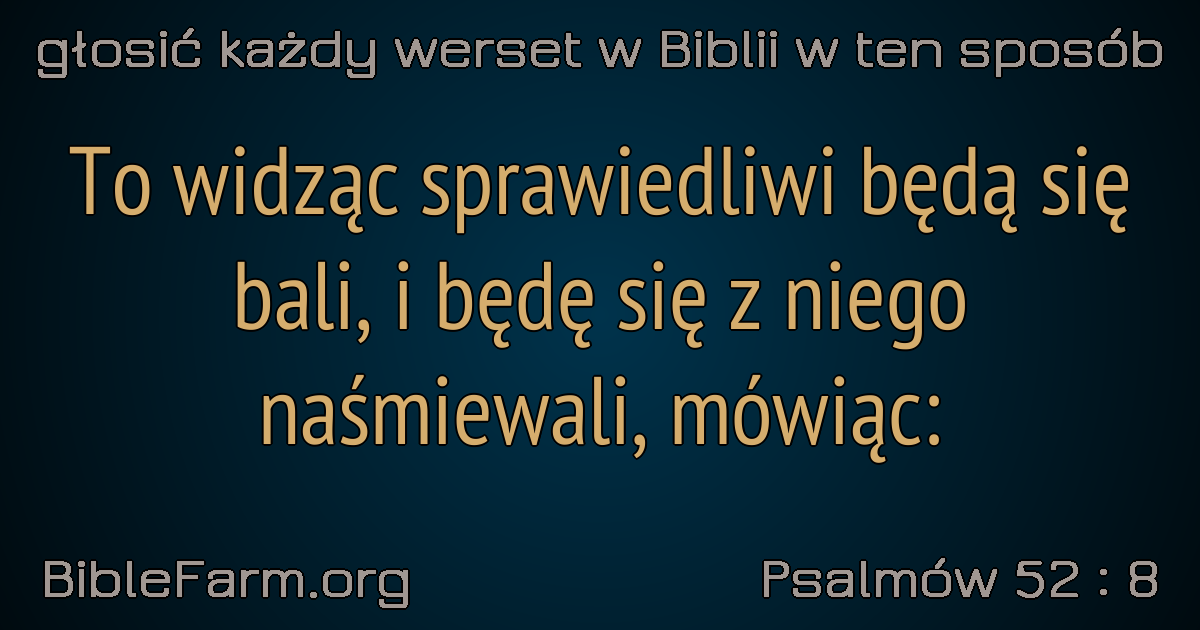 głosić każdy werset w Biblii w ten sposób
To widząc sprawiedliwi będą się
bali, i będę się z niego
naśmiewali, mówiąc:
BibleFarm.org
Psalmów 52 : 8